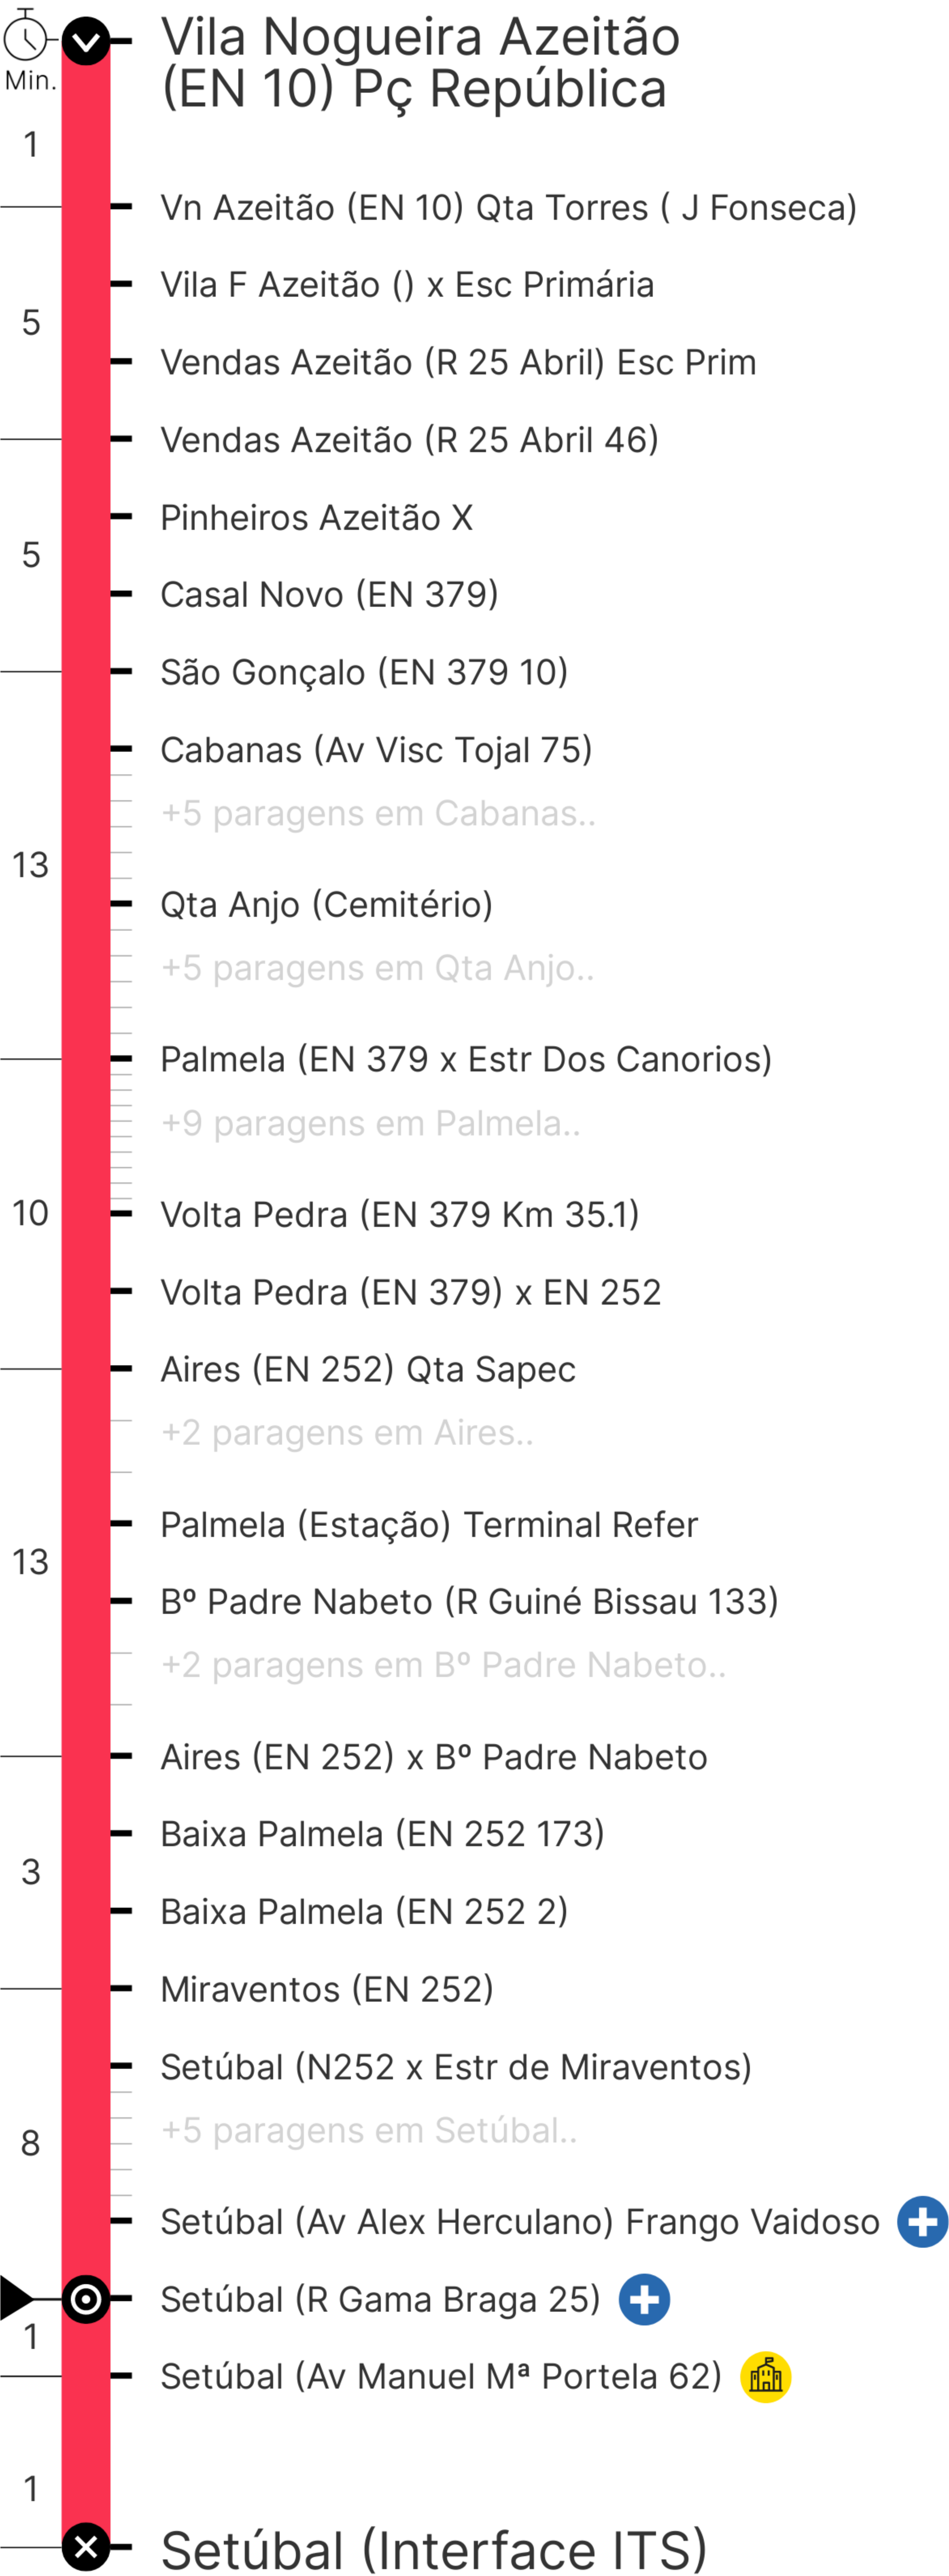 Vila Nogueira Azeitão
(EN 10) Pç República
Min.
1
Vn Azeitão (EN 10) Qta Torres ( J Fonseca)
Vila F Azeitão () x Esc Primária
5
Vendas Azeitão (R 25 Abril) Esc Prim
Vendas Azeitão (R 25 Abril 46)
Pinheiros Azeitão X
5
Casal Novo (EN 379)
São Gonçalo (EN 379 10)
Cabanas (Av Visc Tojal 75)
+5 paragens em Cabanas..
13
Qta Anjo (Cemitério)
+5 paragens em Qta Anjo..
Palmela (EN 379 x Estr Dos Canorios)
+9 paragens em Palmela..
10
Volta Pedra (EN 379 Km 35.1)
Volta Pedra (EN 379) x EN 252
Aires (EN 252) Qta Sapec
+2 paragens em Aires..
Palmela (Estação) Terminal Refer
13
Bº Padre Nabeto (R Guiné Bissau 133)
+2 paragens em Bº Padre Nabeto..
Aires (EN 252) x Bº Padre Nabeto
Baixa Palmela (EN 252 173)
3
Baixa Palmela (EN 252 2)
Miraventos (EN 252)
Setúbal (N252 x Estr de Miraventos)
+5 paragens em Setúbal..
8
Setúbal (Av Alex Herculano) Frango Vaidoso
Setúbal (R Gama Braga 25)
1
Setúbal (Av Manuel Mª Portela 62)
1
Setúbal (Interface ITS)